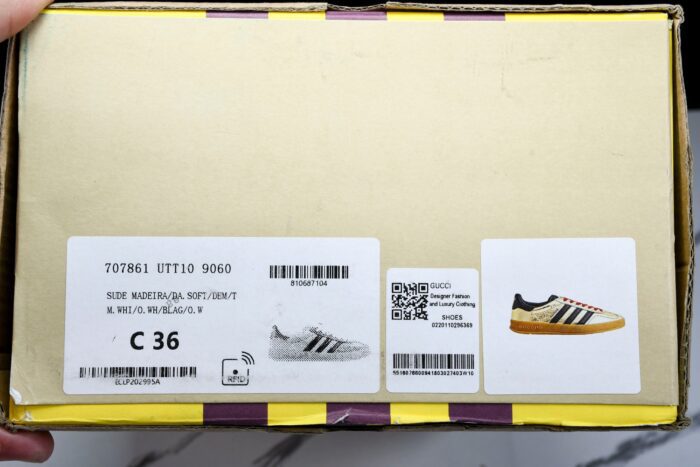 707861 UTT10 9060
810687104
SUDE MADEIRA/DA.SOFT/DEM/T
M.WHI/O.WH/BLAG/O.W
C 36
ECLP20299SA
RFID
GUCCI
Designer Fashion
and Luxury Clothing
SHOES
0220110296369